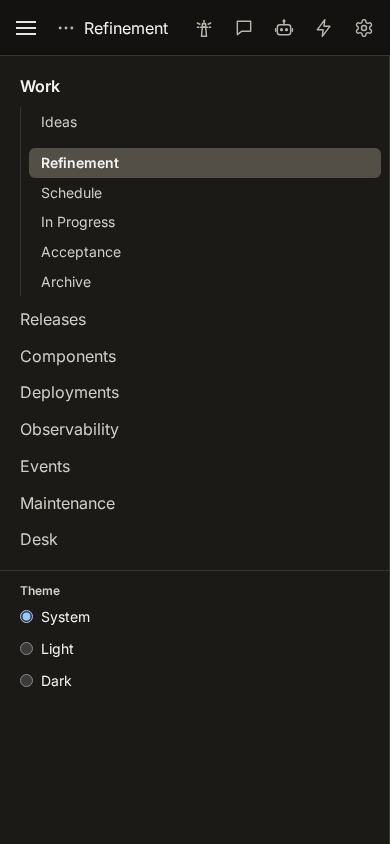 Refinement
Work
Ideas
Refinement
Schedule
In Progress
Acceptance
Archive
Releases
Components
Deployments
Observability
Events
Maintenance
Desk
Theme
System
Light
Dark